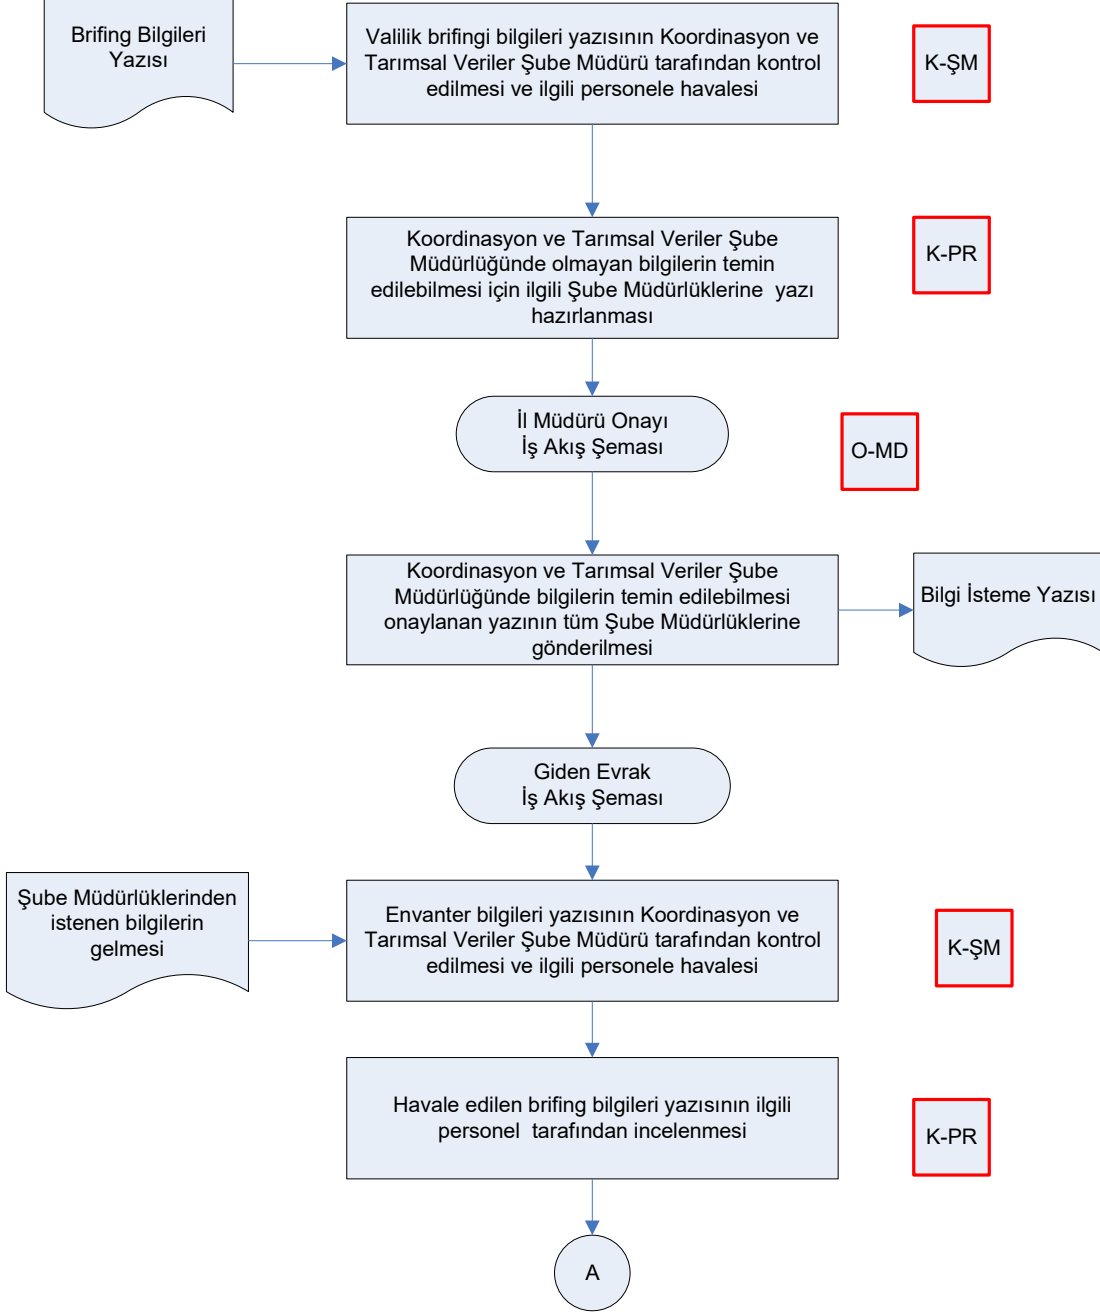 Brifing Bilgileri
Yazısı
Valilik brifingi bilgileri yazısının Koordinasyon ve
Tarımsal Veriler Şube Müdürü tarafından kontrol
edilmesi ve ilgili personele havalesi
K-ŞM
Koordinasyon ve Tarımsal Veriler Şube
Müdürlüğünde olmayan bilgilerin temin
edilebilmesi için ilgili Şube Müdürlüklerine  yazı
hazırlanması
K-PR
İl Müdürü Onayı
İş Akış Şeması
O-MD
Koordinasyon ve Tarımsal Veriler Şube
Müdürlüğünde bilgilerin temin edilebilmesi
onaylanan yazının tüm Şube Müdürlüklerine
gönderilmesi
Bilgi İsteme Yazısı
Giden Evrak
İş Akış Şeması
Şube Müdürlüklerinden
istenen bilgilerin
gelmesi
Envanter bilgileri yazısının Koordinasyon ve
Tarımsal Veriler Şube Müdürü tarafından kontrol
edilmesi ve ilgili personele havalesi
K-ŞM
Havale edilen brifing bilgileri yazısının ilgili
personel  tarafından incelenmesi
K-PR
A